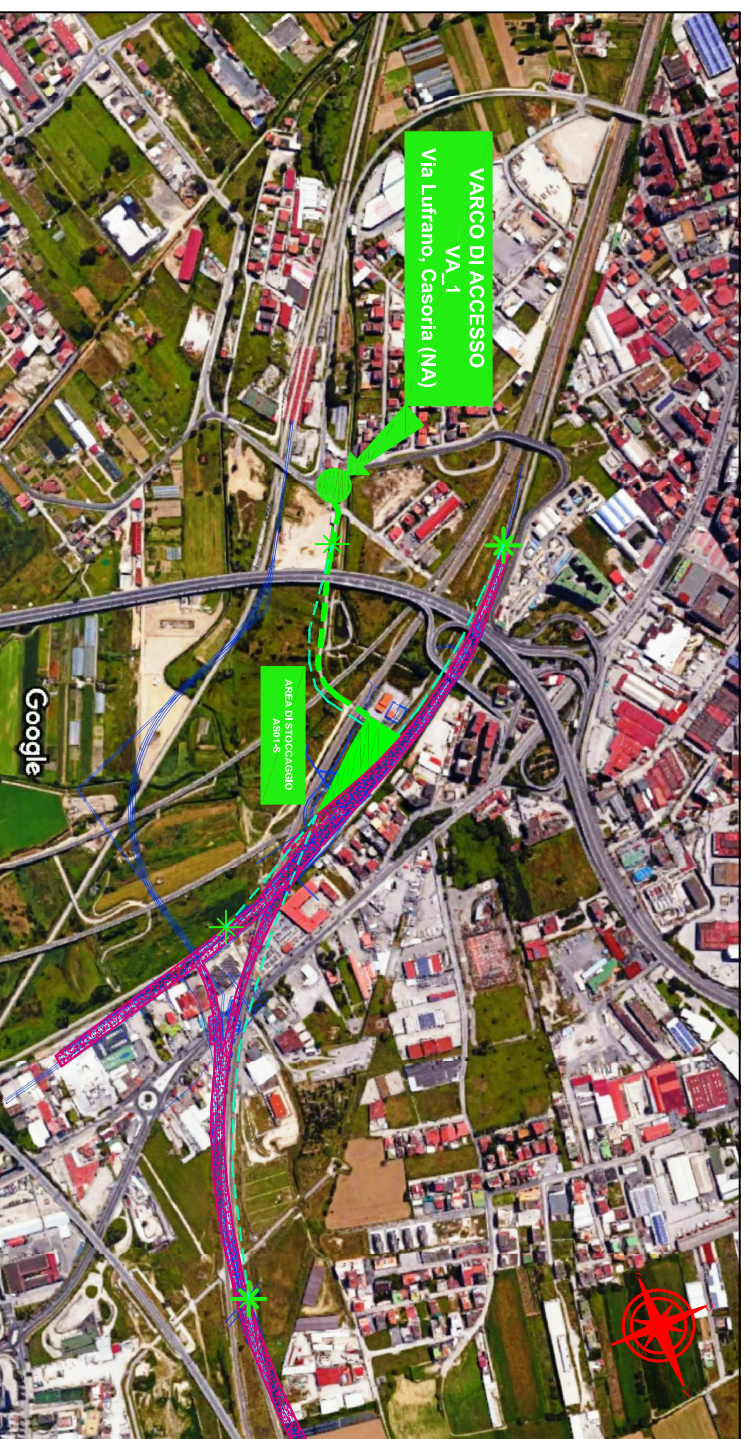 VARCO DI ACCESSO
VA_1
Via Lufrano, Casoria (NA)
AREA DI STOCCAGGIO
AS01-S
Google